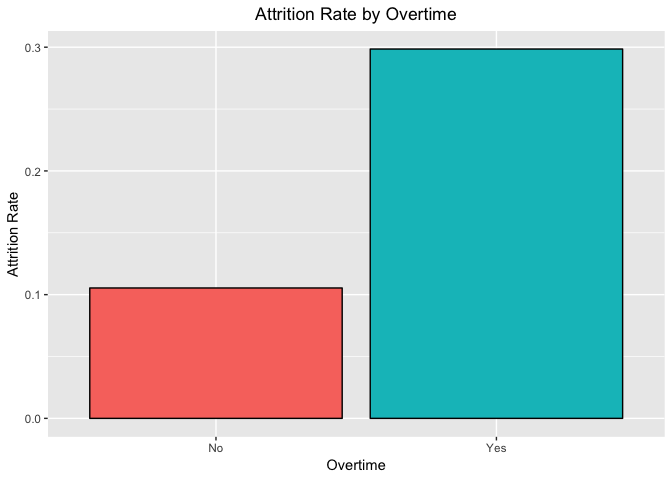 Attrition Rate by Overtime
0.3
0.2
0.1
0.0
Attrition Rate
No
Yes
Overtime